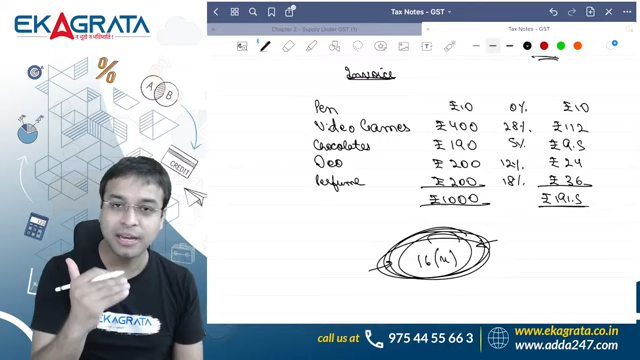 EKAGRATA
Tax Notes - GST
Chapter 2 - Supply Under GST (1)
Tax Notes - GST
Invoice
Pen ₹10 0% ₹10
Video Games ₹400 28% ₹112
Chocolates ₹190 5% ₹9.5
Deo ₹200 12% ₹24
Perfume ₹200 18% ₹36
₹1000 ₹191.5
16(u)
%
A B
CREDIT
EKAGRATA
call us at 975 44 55 66 3
www.ekagrata.co.in
www.adda247.com